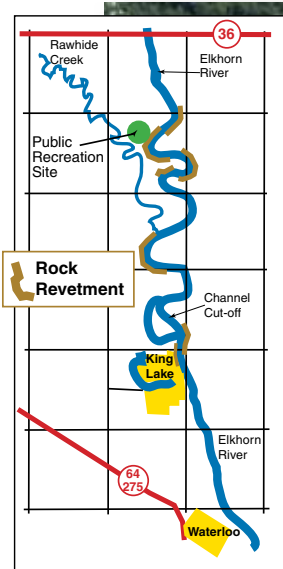 36
Rawhide
Creek
Elkhorn
River
Public
Recreation
Site
Rock
Revetment
Channel
Cut-off
King
Lake
Elkhorn
River
64
275
Waterloo